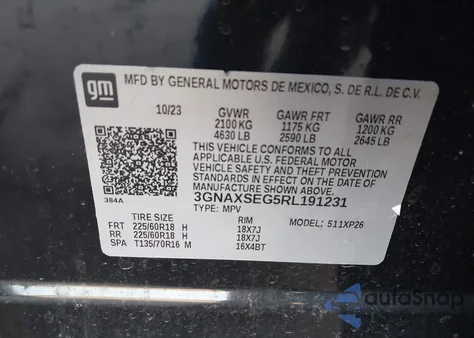 gm
MFD BY GENERAL MOTORS DE MEXICO, S. DE R.L. DE C.V.
10/23 GVWR GAWR FRT GAWR RR
2100 KG 1175 KG 1200 KG
4630 LB 2590 LB 2645 LB
THIS VEHICLE CONFORMS TO ALL
APPLICABLE U.S. FEDERAL MOTOR
VEHICLE SAFETY AND THEFT
PREVENTION STANDARDS IN EFFECT
ON THE DATE OF MANUFACTURE
SHOWN ABOVE.
384A 3GNAXSEG5RL191231
TYPE: MPV MODEL: 511XP26
TIRE SIZE RIM
FRT 225/60R18 H 18X7J
RR 225/60R18 H 18X7J
SPA T135/70R16 M 16X4BT
autoSnap